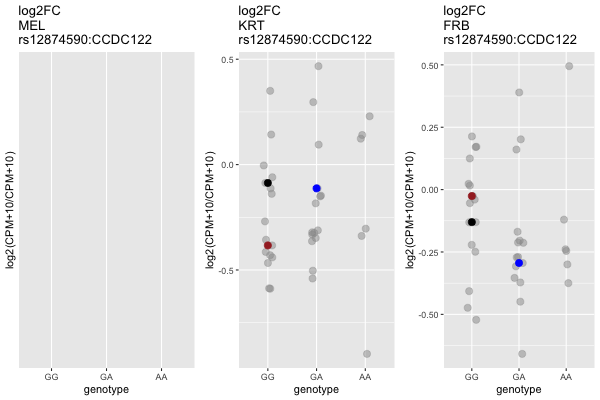 log2FC
MEL
rs12874590:CCDC122
log2(CPM+10/CPM+10)
GG GA AA
genotype
log2FC
KRT
rs12874590:CCDC122
log2(CPM+10/CPM+10)
0.5
0.0
-0.5
GG GA AA
genotype
log2FC
FRB
rs12874590:CCDC122
log2(CPM+10/CPM+10)
0.50
0.25
0.00
-0.25
-0.50
GG GA AA
genotype